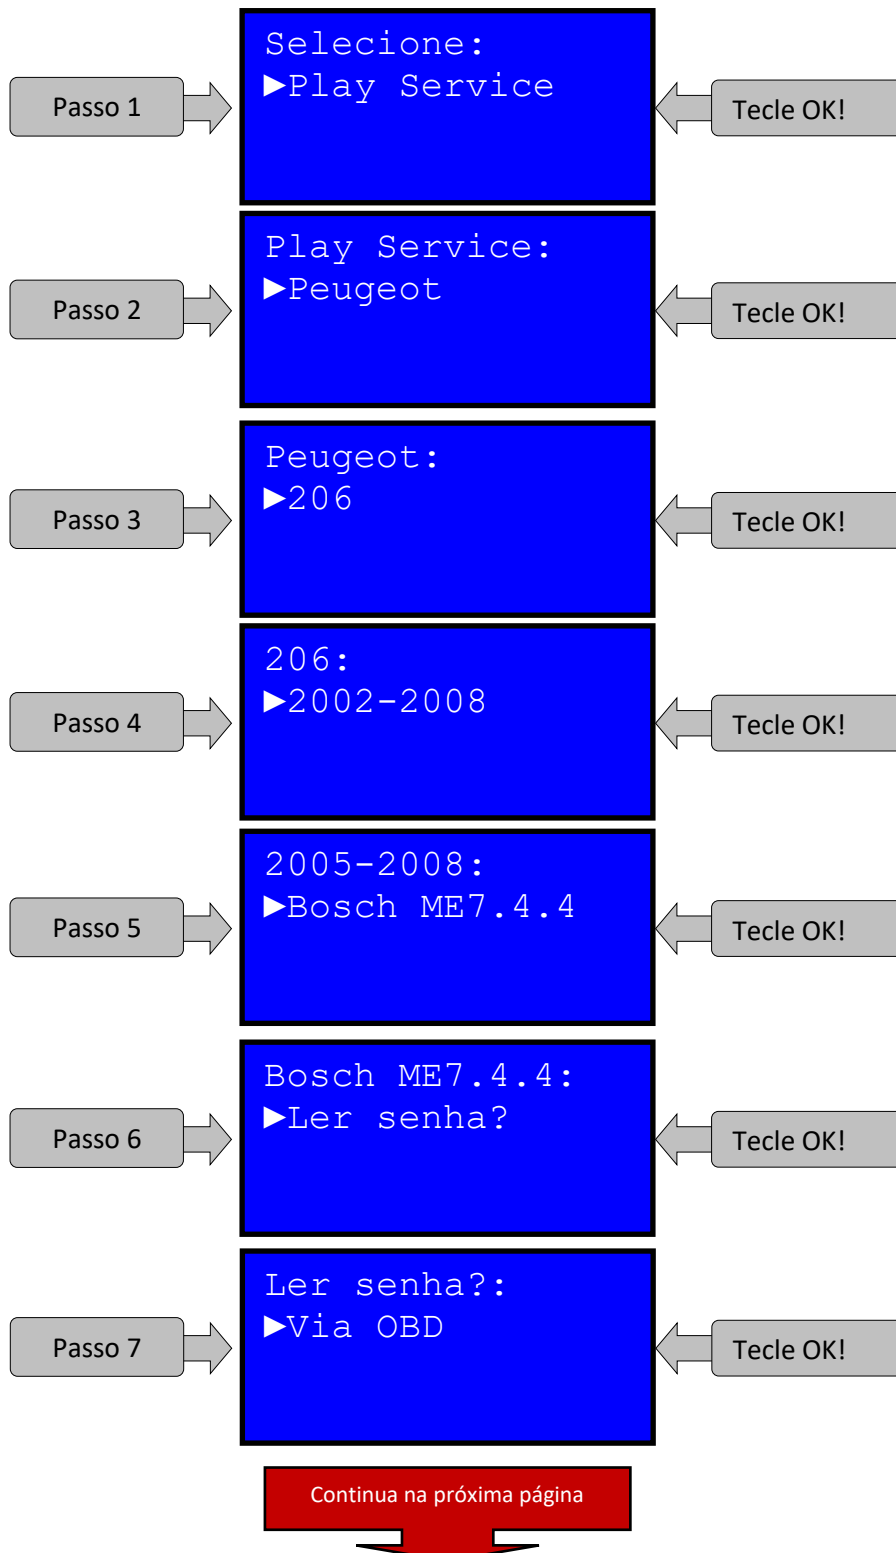 Selecione:
►Play Service
Passo 1
Tecle OK!
Play Service:
►Peugeot
Passo 2
Tecle OK!
Peugeot:
►206
Passo 3
Tecle OK!
206:
►2002-2008
Passo 4
Tecle OK!
2005-2008:
►Bosch ME7.4.4
Passo 5
Tecle OK!
Bosch ME7.4.4:
►Ler senha?
Passo 6
Tecle OK!
Ler senha?:
►Via OBD
Passo 7
Tecle OK!
Continua na próxima página